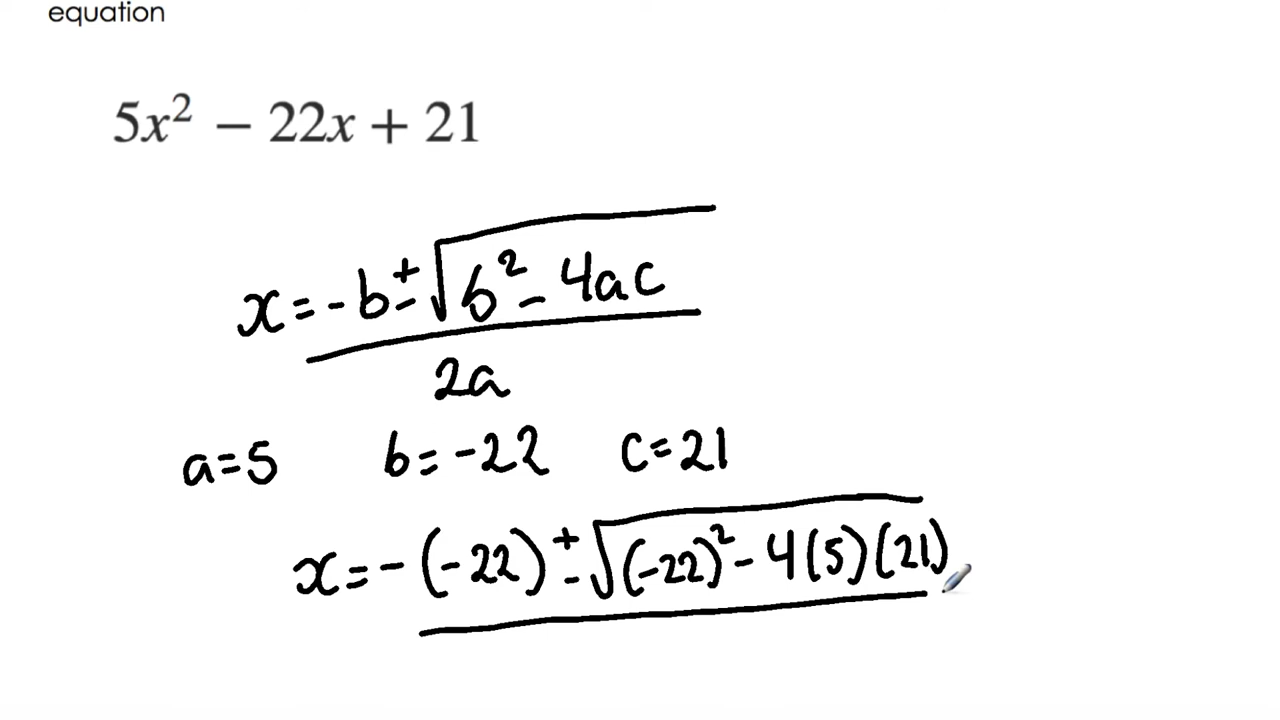 equation
5x² − 22x + 21
x = -b ± √(b² - 4ac)
2a
a=5 b=-22 c=21
x = -(-22) ± √((-22)² - 4(5)(21))